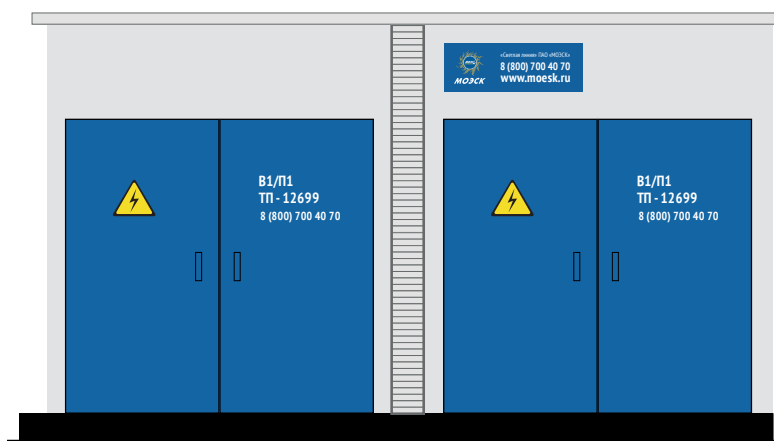 «Светлая линия» ПАО «МОЭСК»
8 (800) 700 40 70
www.moesk.ru
МОЭСК
В1/П1
ТП - 12699
8 (800) 700 40 70
В1/П1
ТП - 12699
8 (800) 700 40 70